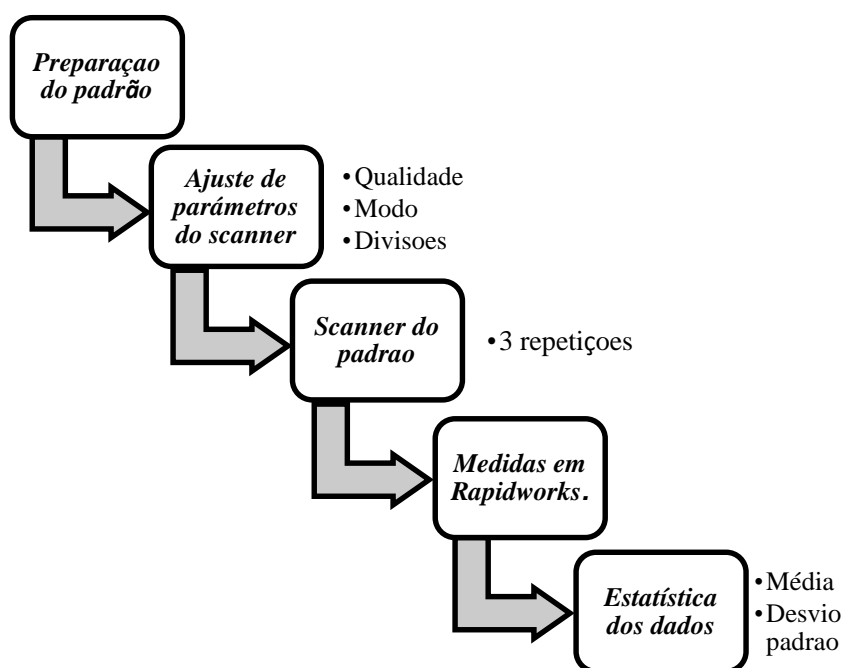 Preparaçao
do padrão
Ajuste de
parámetros
do scanner
•Qualidade
•Modo
•Divisoes
Scanner do
padrao
•3 repetiçoes
Medidas em
Rapidworks.
Estatística
dos dados
•Média
•Desvio
padrao